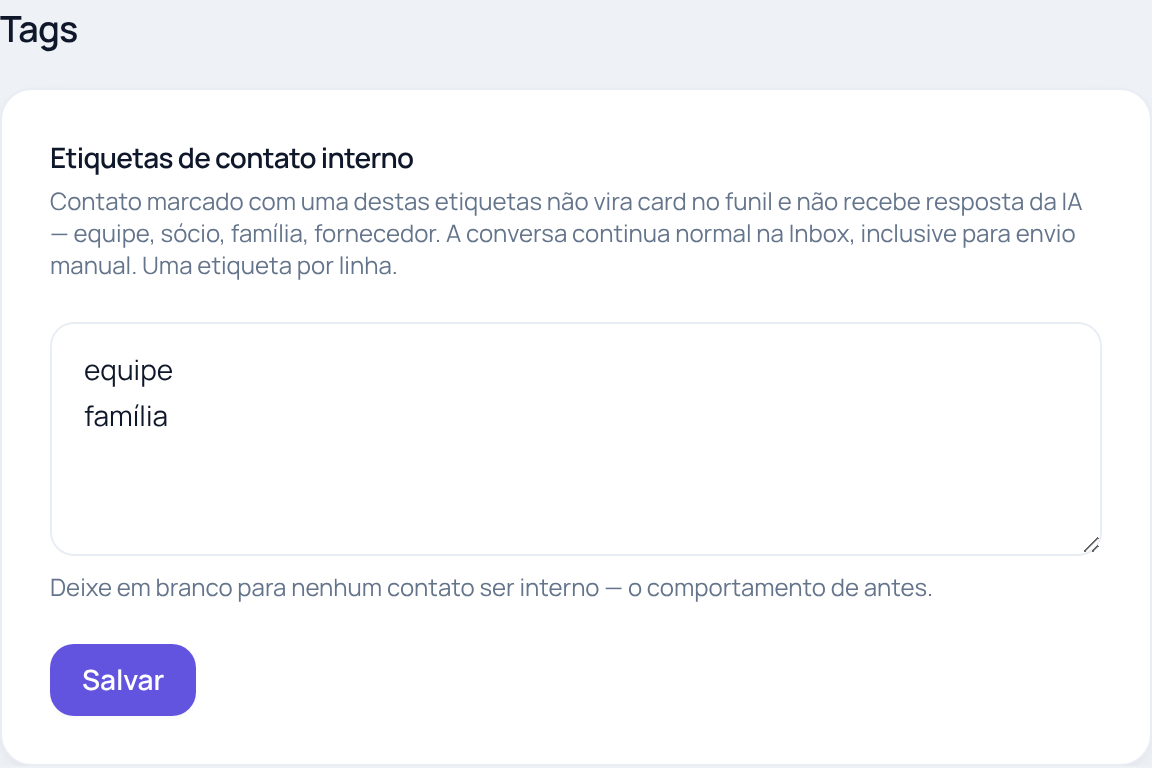 Tags
Etiquetas de contato interno
Contato marcado com uma destas etiquetas não vira card no funil e não recebe resposta da IA
— equipe, sócio, família, fornecedor. A conversa continua normal na Inbox, inclusive para envio
manual. Uma etiqueta por linha.
equipe
família
Deixe em branco para nenhum contato ser interno — o comportamento de antes.
Salvar